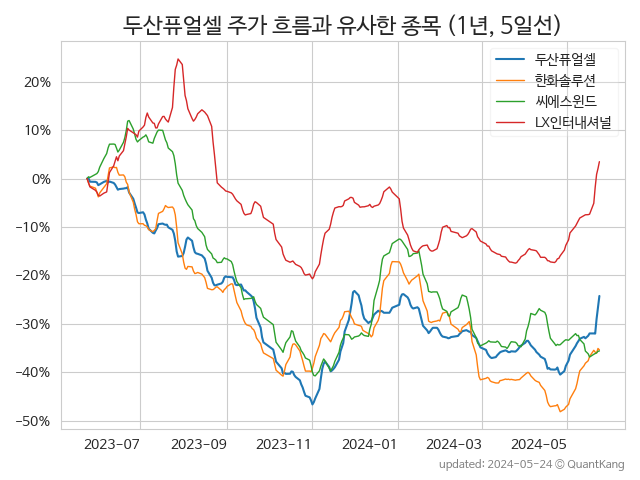 두산퓨얼셀 주가 흐름과 유사한 종목 (1년, 5일선)
두산퓨얼셀
한화솔루션
씨에스윈드
LX인터내셔널
20%
10%
0%
−10%
−20%
−30%
−40%
−50%
2023-07 2023-09 2023-11 2024-01 2024-03 2024-05
updated: 2024-05-24 © QuantKang